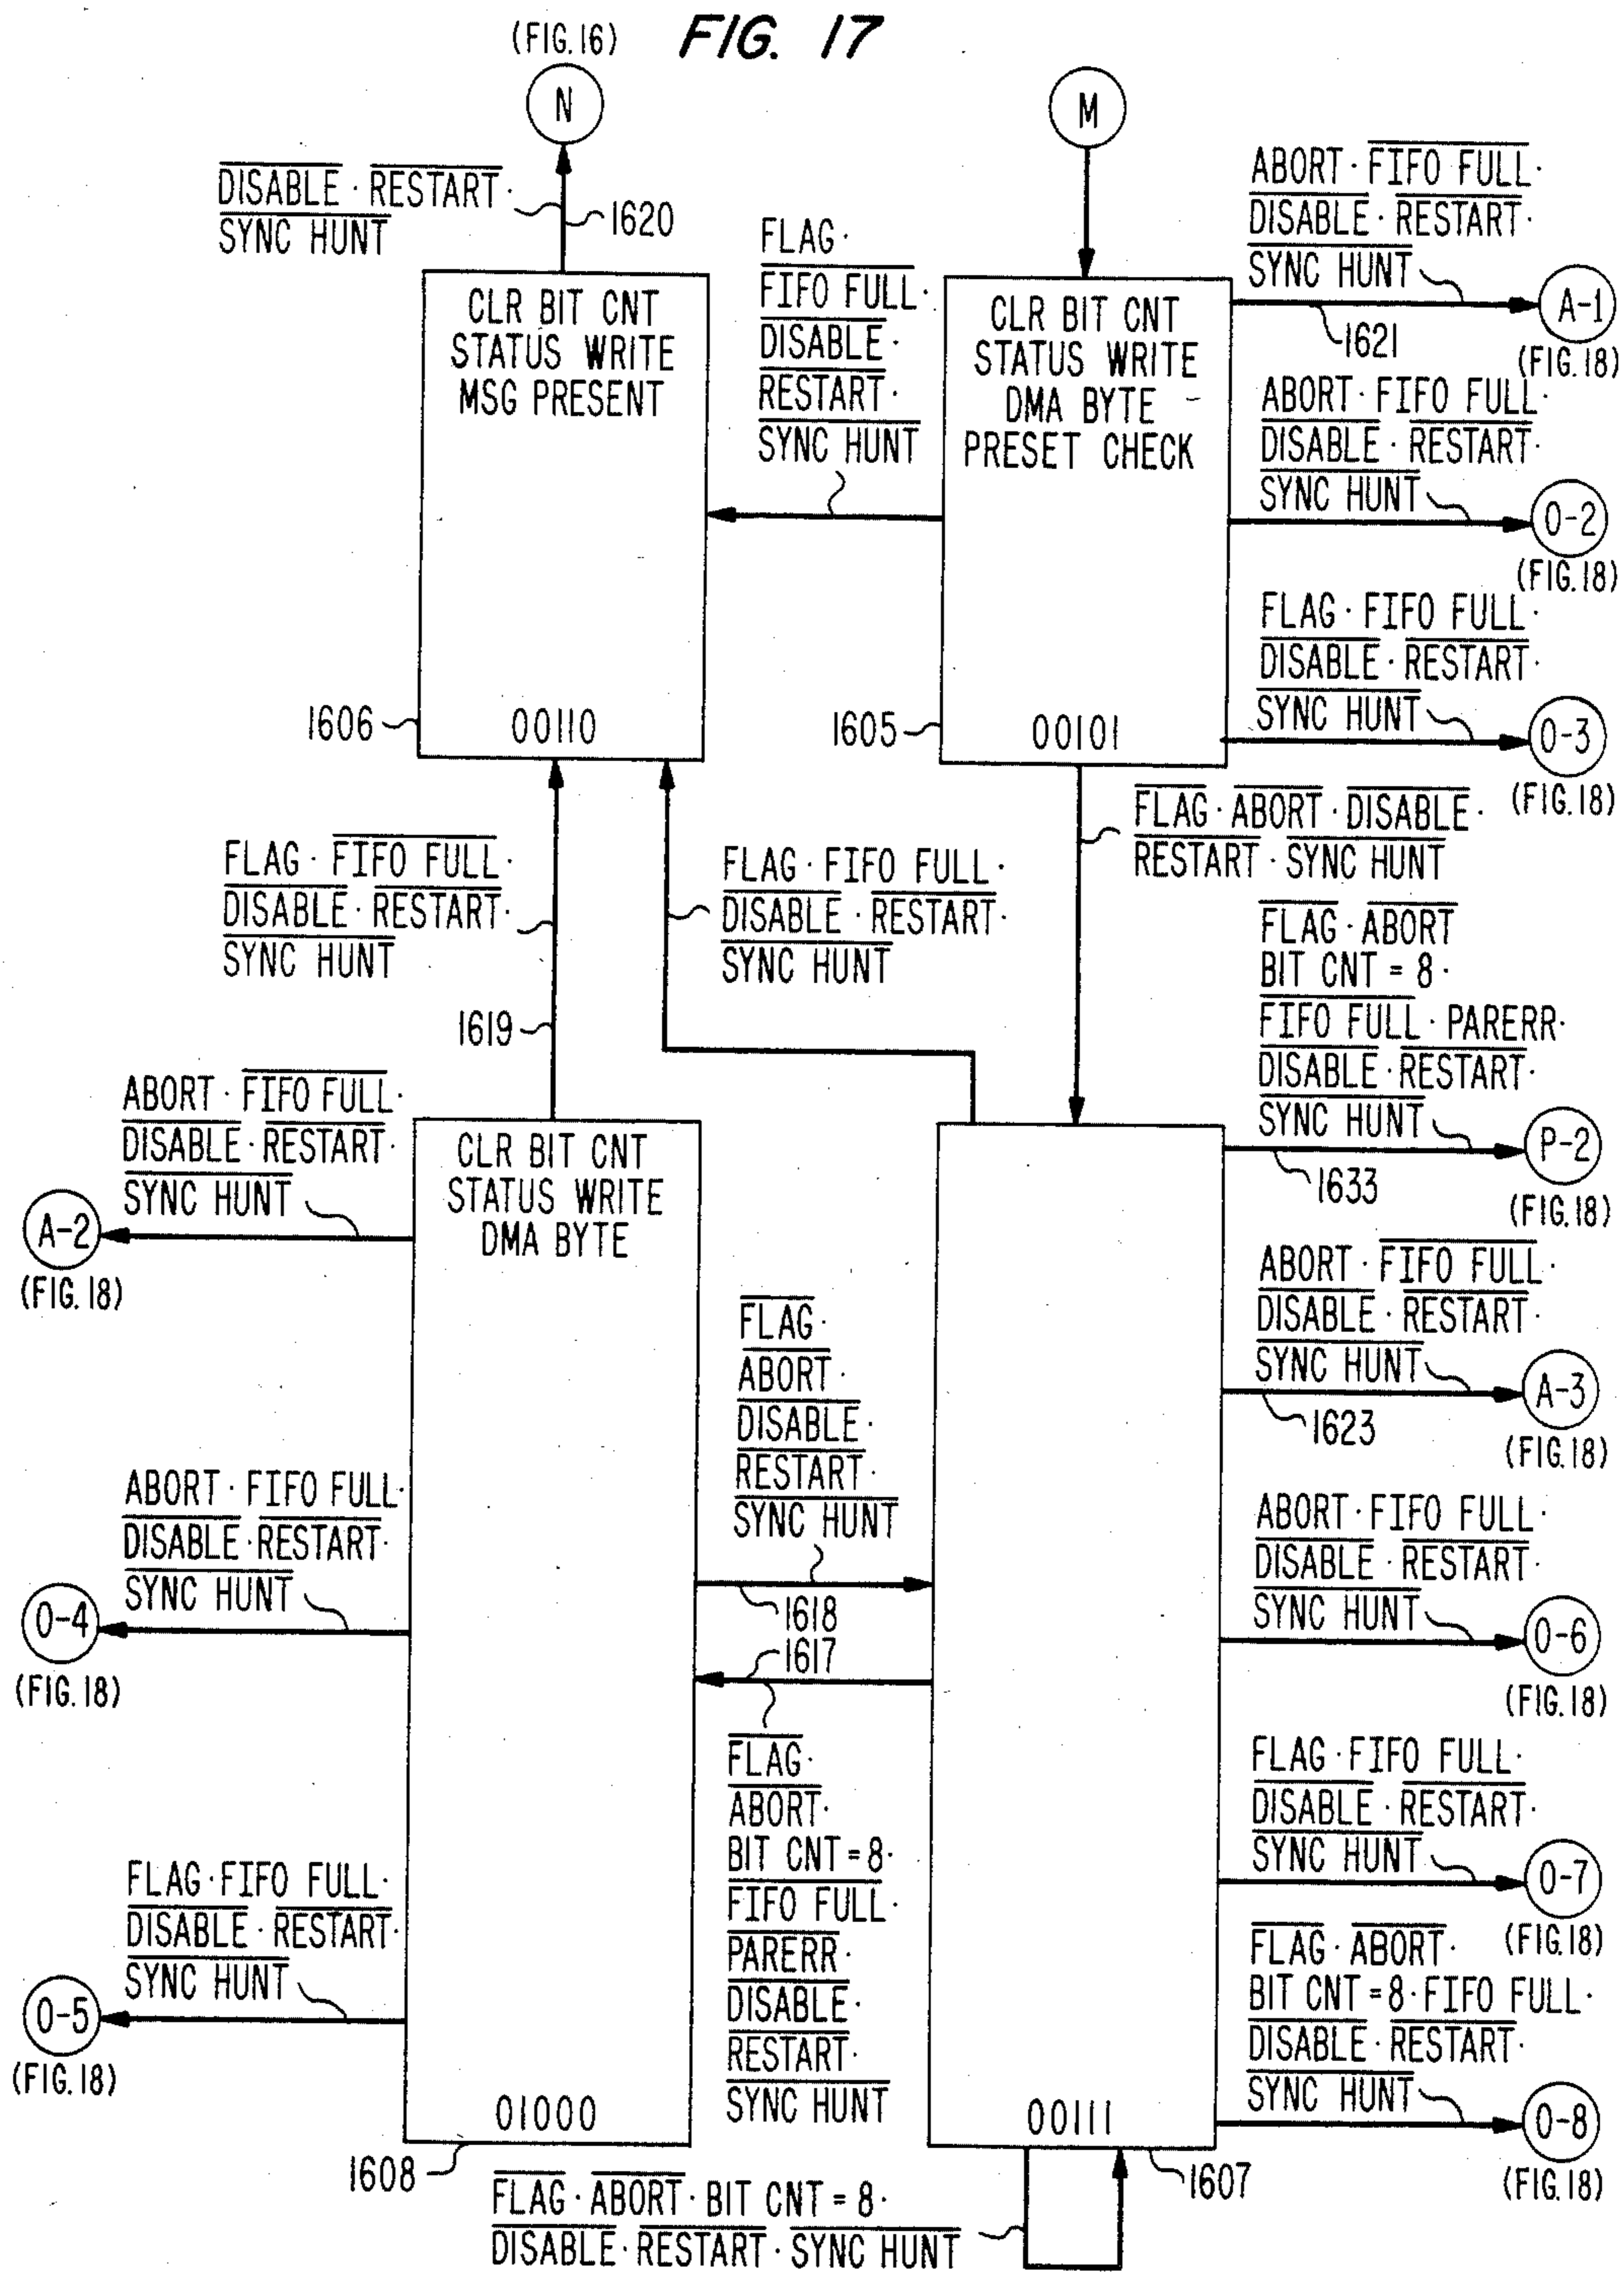 FIG. 17
(FIG. 16)
N
M
DISABLE · RESTART ·
SYNC HUNT
1620
FLAG ·
FIFO FULL ·
DISABLE ·
RESTART ·
SYNC HUNT
ABORT · FIFO FULL ·
DISABLE · RESTART ·
SYNC HUNT
A-1
1621
(FIG. 18)
CLR BIT CNT
STATUS WRITE
MSG PRESENT
CLR BIT CNT
STATUS WRITE
DMA BYTE
PRESET CHECK
ABORT · FIFO FULL ·
DISABLE · RESTART ·
SYNC HUNT
O-2
(FIG. 18)
FLAG · FIFO FULL ·
DISABLE · RESTART ·
SYNC HUNT
O-3
(FIG. 18)
1606
00110
1605
00101
FLAG · ABORT · DISABLE ·
RESTART · SYNC HUNT
FLAG · FIFO FULL ·
DISABLE · RESTART ·
SYNC HUNT
1619
FLAG · FIFO FULL ·
DISABLE · RESTART ·
SYNC HUNT
FLAG · ABORT
BIT CNT = 8 ·
FIFO FULL · PARERR ·
DISABLE · RESTART ·
SYNC HUNT
P-2
1633
(FIG. 18)
ABORT · FIFO FULL ·
DISABLE · RESTART ·
SYNC HUNT
A-2
(FIG. 18)
CLR BIT CNT
STATUS WRITE
DMA BYTE
ABORT · FIFO FULL ·
DISABLE · RESTART ·
SYNC HUNT
A-3
1623
(FIG. 18)
FLAG ·
ABORT ·
DISABLE ·
RESTART ·
SYNC HUNT
1618
1617
ABORT · FIFO FULL ·
DISABLE · RESTART ·
SYNC HUNT
O-4
(FIG. 18)
ABORT · FIFO FULL ·
DISABLE · RESTART ·
SYNC HUNT
O-6
(FIG. 18)
FLAG ·
ABORT ·
BIT CNT = 8 ·
FIFO FULL ·
PARERR ·
DISABLE ·
RESTART ·
SYNC HUNT
FLAG · FIFO FULL ·
DISABLE · RESTART ·
SYNC HUNT
O-7
(FIG. 18)
FLAG · FIFO FULL ·
DISABLE · RESTART ·
SYNC HUNT
O-5
(FIG. 18)
FLAG · ABORT ·
BIT CNT = 8 · FIFO FULL ·
DISABLE · RESTART ·
SYNC HUNT
O-8
(FIG. 18)
01000
1608
00111
1607
FLAG · ABORT · BIT CNT = 8 ·
DISABLE · RESTART · SYNC HUNT